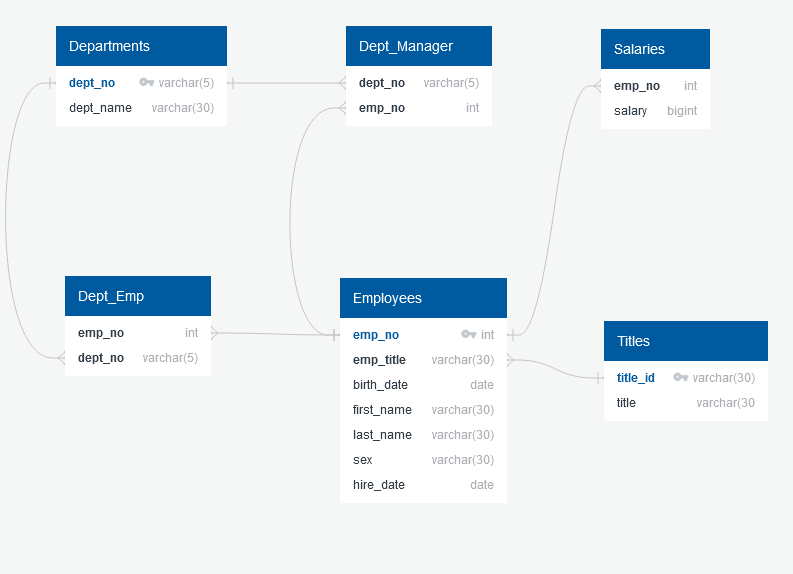 Departments
dept_no varchar(5)
dept_name varchar(30)
Dept_Manager
dept_no varchar(5)
emp_no int
Salaries
emp_no int
salary bigint
Dept_Emp
emp_no int
dept_no varchar(5)
Employees
emp_no int
emp_title varchar(30)
birth_date date
first_name varchar(30)
last_name varchar(30)
sex varchar(30)
hire_date date
Titles
title_id varchar(30)
title varchar(30